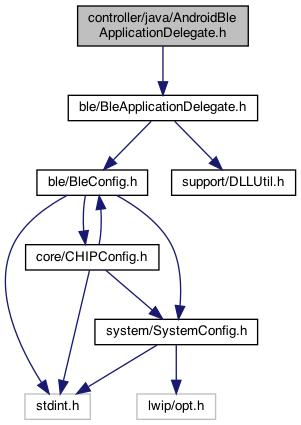 controller/java/AndroidBle
ApplicationDelegate.h
ble/BleApplicationDelegate.h
ble/BleConfig.h
support/DLLUtil.h
core/CHIPConfig.h
system/SystemConfig.h
stdint.h
lwip/opt.h